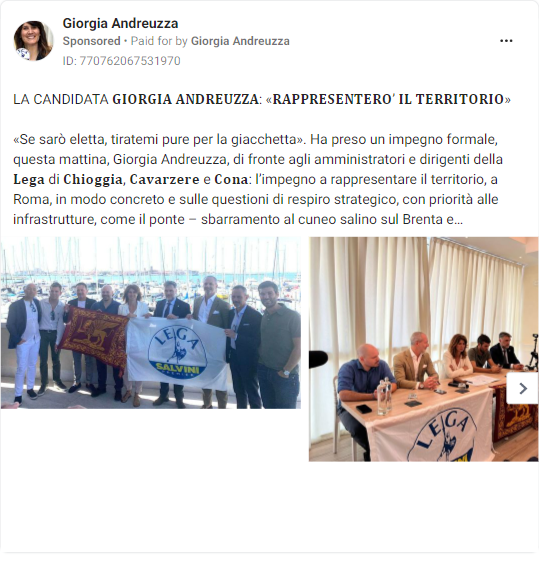 Giorgia Andreuzza
Sponsored • Paid for by Giorgia Andreuzza
ID: 770762067531970
LA CANDIDATA GIORGIA ANDREUZZA: «RAPPRESENTERO’ IL TERRITORIO»
«Se sarò eletta, tiratemi pure per la giacchetta». Ha preso un impegno formale,
questa mattina, Giorgia Andreuzza, di fronte agli amministratori e dirigenti della
Lega di Chioggia, Cavarzere e Cona: l’impegno a rappresentare il territorio, a
Roma, in modo concreto e sulle questioni di respiro strategico, con priorità alle
infrastrutture, come il ponte – sbarramento al cuneo salino sul Brenta e...
LEGA
SALVINI
LEGA